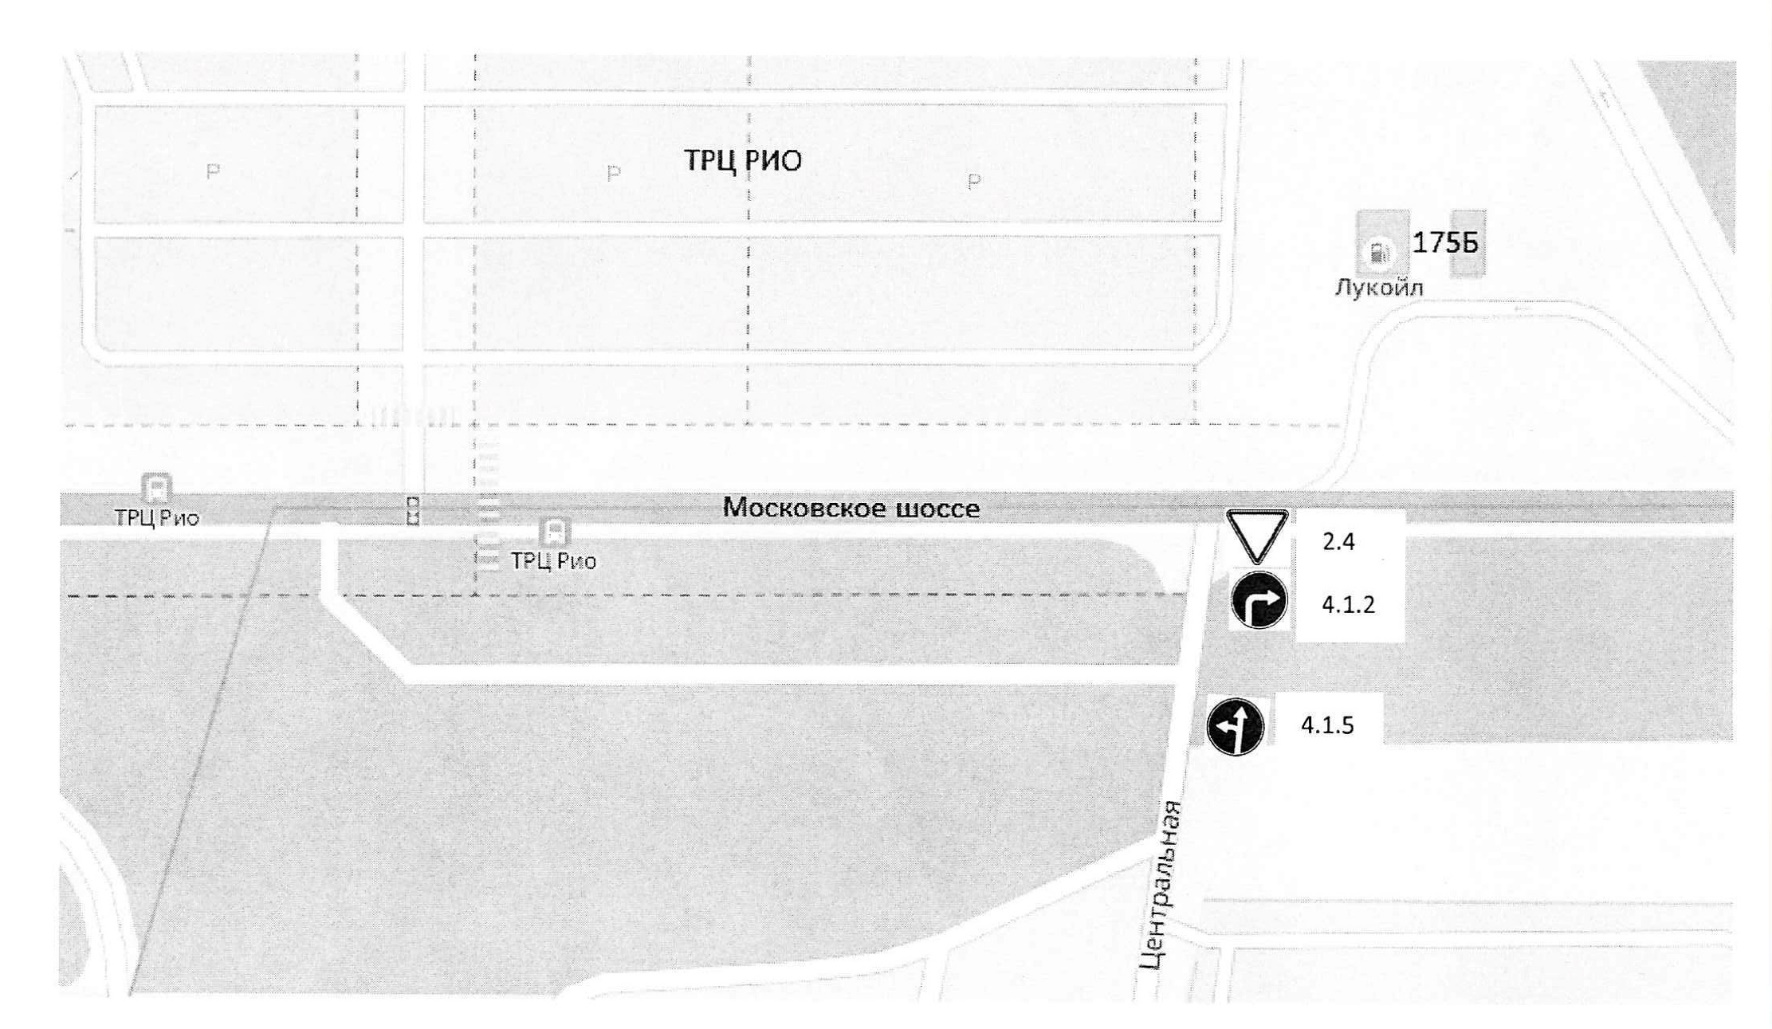 ТРЦ РИО
P
P
P
175Б
Лукойл
ТРЦ Рио
Московское шоссе
ТРЦ Рио
2.4
4.1.2
4.1.5
Центральная